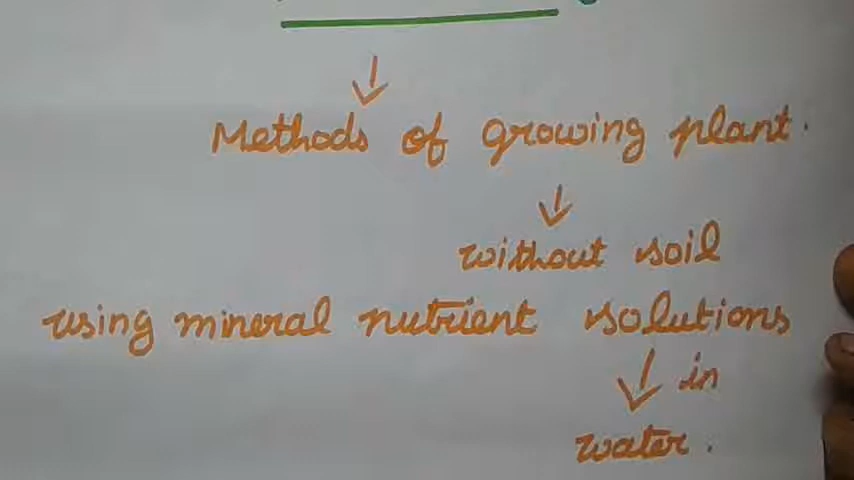 Methods of growing plant.
without soil
using mineral nutrient solutions
in
water.